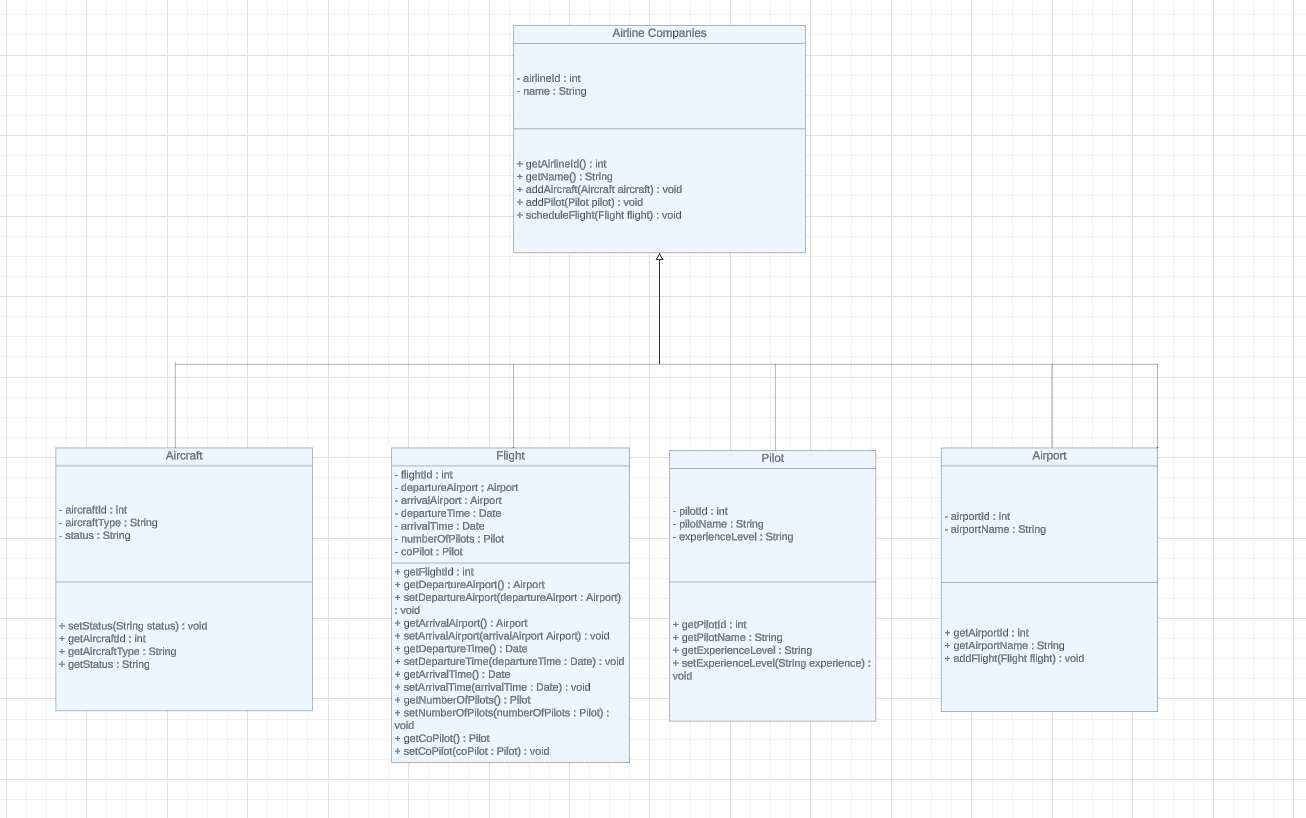 Airline Companies
- airlineId : int
- name : String
+ getAirlineId() : int
+ getName() : String
+ addAircraft(Aircraft aircraft) : void
+ addPilot(Pilot pilot) : void
+ scheduleFlight(Flight flight) : void
Aircraft
- aircraftId : int
- aircraftType : String
- status : String
+ setStatus(String status) : void
+ getAircraftId : int
+ getAircraftType : String
+ getStatus : String
Flight
- flightId : int
- departureAirport : Airport
- arrivalAirport : Airport
- departureTime : Date
- arrivalTime : Date
- numberOfPilots : Pilot
- coPilot : Pilot
+ getFlightId : int
+ getDepartureAirport() : Airport
+ setDepartureAirport(departureAirport : Airport)
: void
+ getArrivalAirport() : Airport
+ setArrivalAirport(arrivalAirport Airport) : void
+ getDepartureTime() : Date
+ setDepartureTime(departureTime : Date) : void
+ getArrivalTime() : Date
+ setArrivalTime(arrivalTime : Date) : void
+ getNumberOfPilots() : Pilot
+ setNumberOfPilots(numberOfPilots : Pilot) :
void
+ getCoPilot() : Pilot
+ setCoPilot(coPilot : Pilot) : void
Pilot
- pilotId : int
- pilotName : String
- experienceLevel : String
+ getPilotId : int
+ getPilotName : String
+ getExperienceLevel : String
+ setExperienceLevel(String experience) :
void
Airport
- airportId : int
- airportName : String
+ getAirportId : int
+ getAirportName : String
+ addFlight(Flight flight) : void